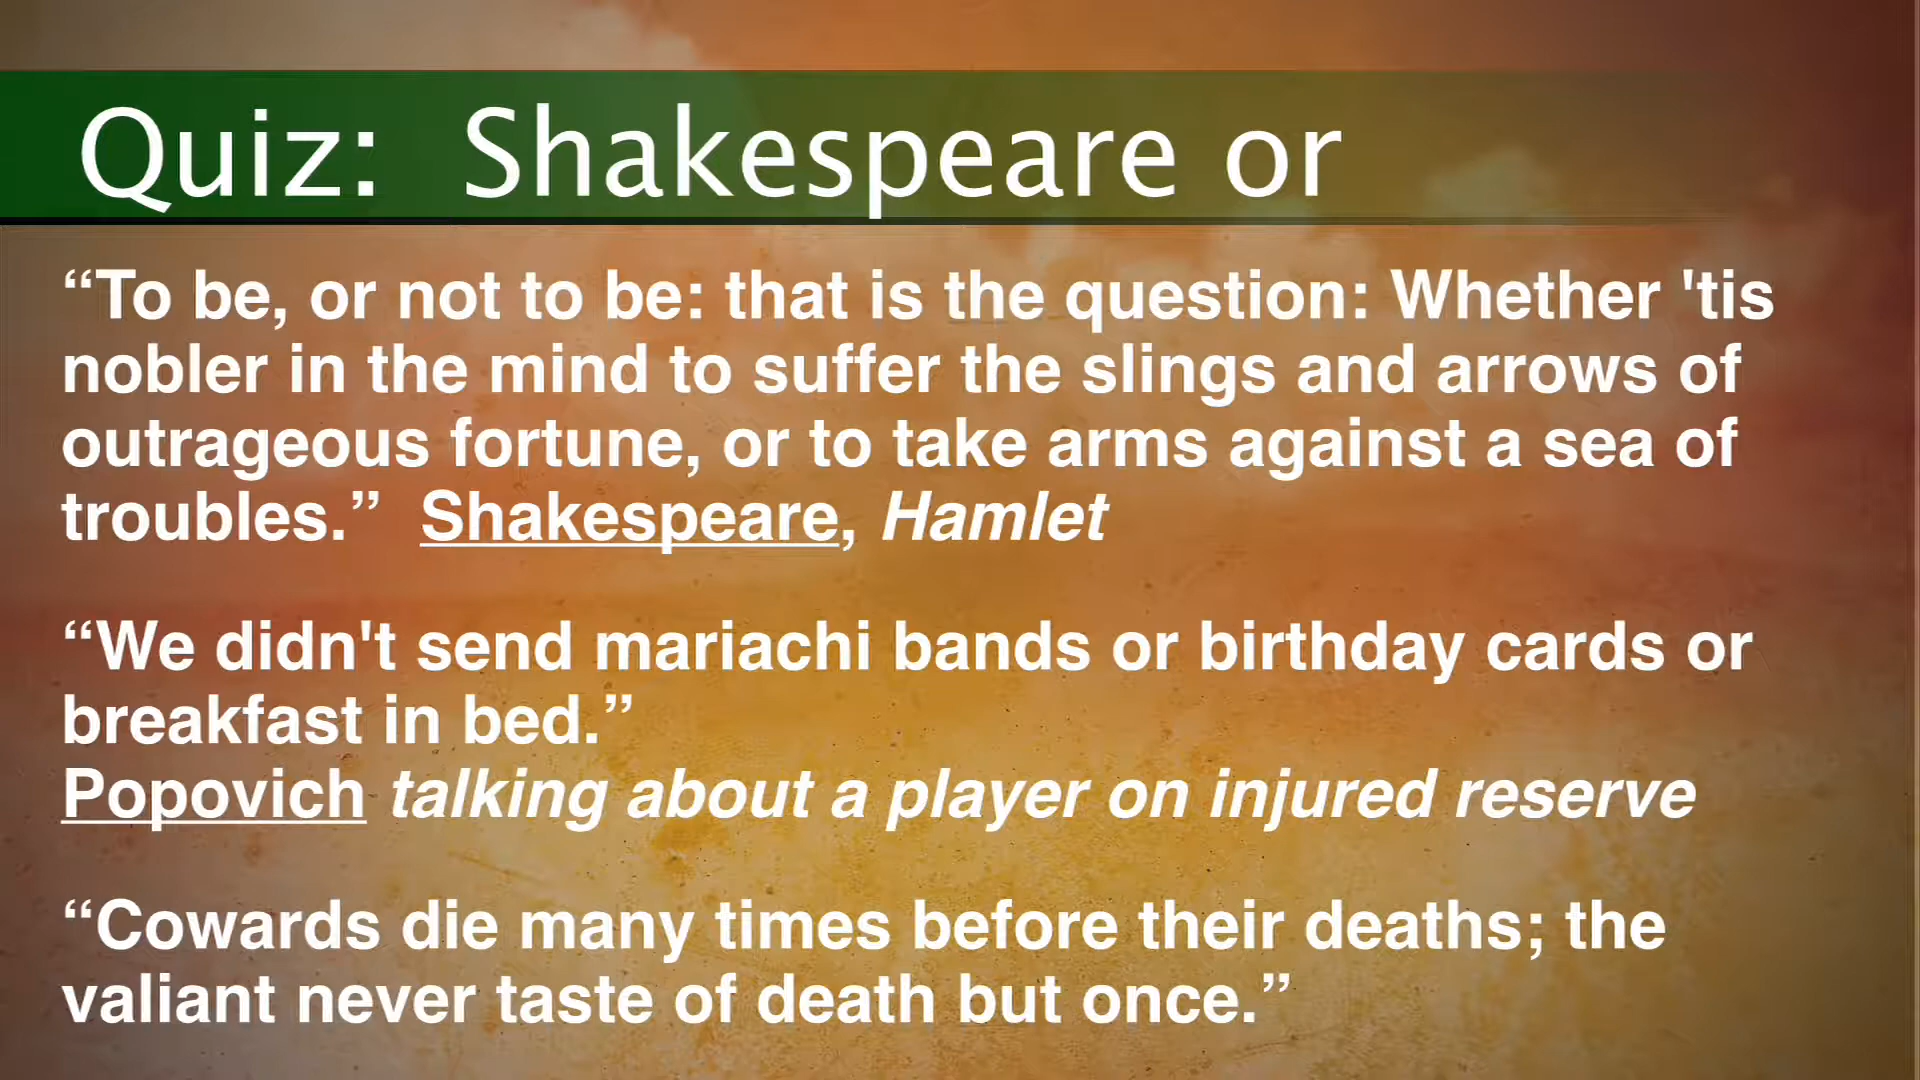 Quiz:  Shakespeare or
“To be, or not to be: that is the question: Whether 'tis
nobler in the mind to suffer the slings and arrows of
outrageous fortune, or to take arms against a sea of
troubles.”  Shakespeare, Hamlet
“We didn't send mariachi bands or birthday cards or
breakfast in bed.”
Popovich talking about a player on injured reserve
“Cowards die many times before their deaths; the
valiant never taste of death but once.”